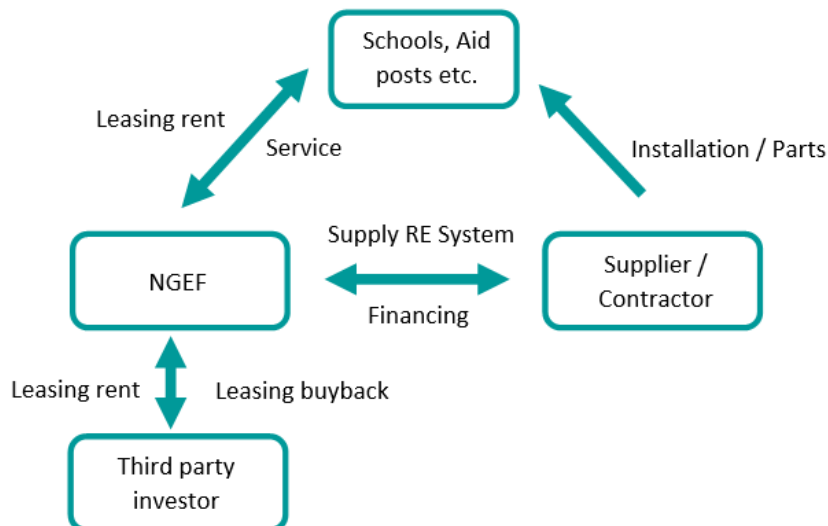 Schools, Aid
posts etc.
Leasing rent
Service
Installation / Parts
Supply RE System
NGEF
Supplier /
Contractor
Financing
Leasing rent
Leasing buyback
Third party
investor